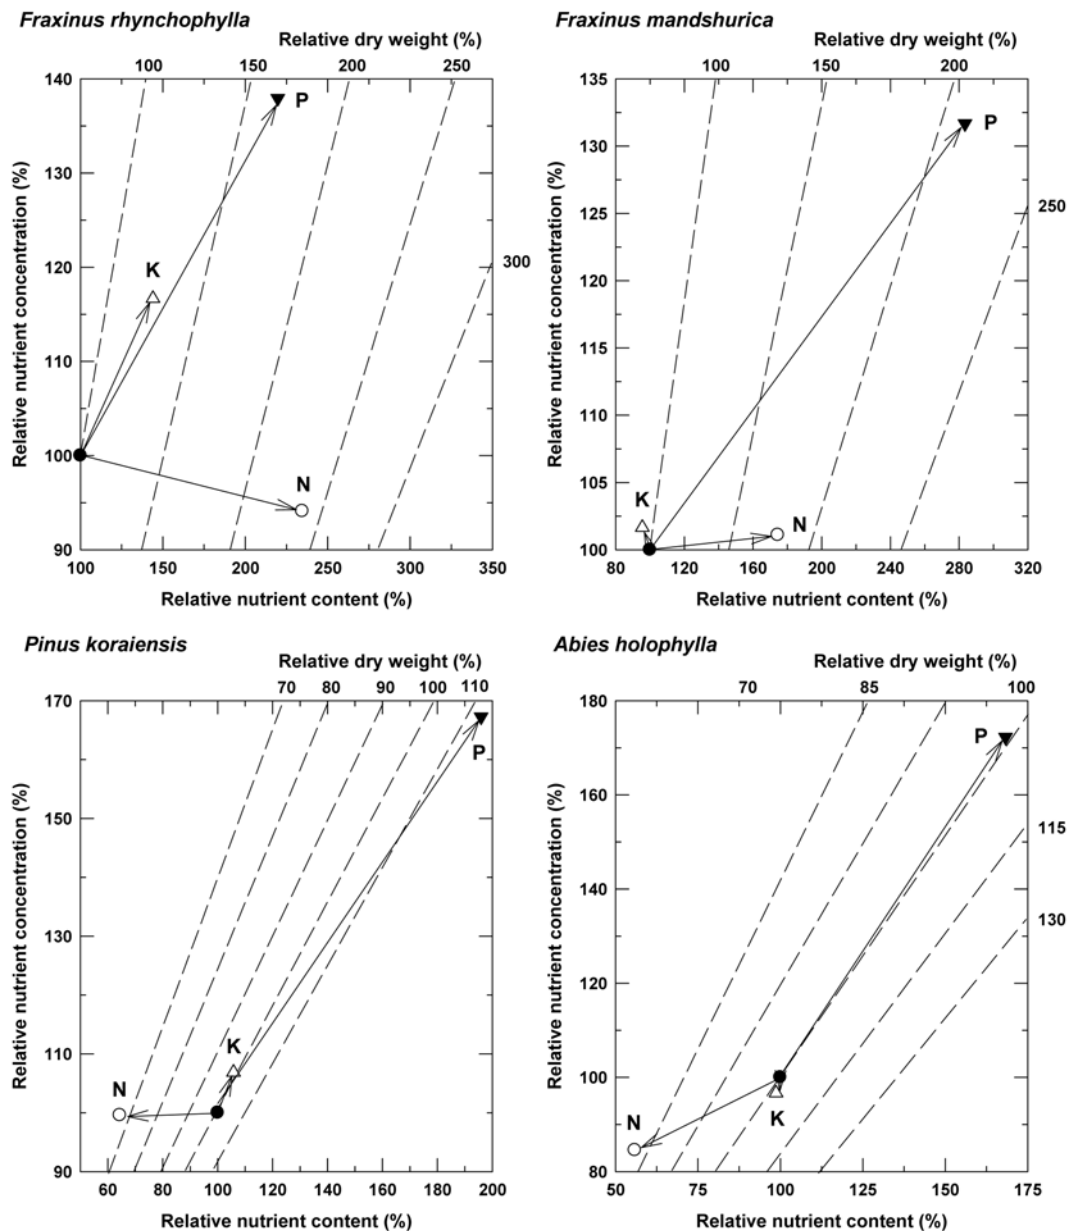 Fraxinus rhynchophylla
Relative dry weight (%)
100 150 200 250
140
130
120
110
100
90
Relative nutrient concentration (%)
P
K
N
300
100 150 200 250 300 350
Relative nutrient content (%)
Fraxinus mandshurica
Relative dry weight (%)
100 150 200
135
130
125
120
115
110
105
100
Relative nutrient concentration (%)
P
250
K
N
80 120 160 200 240 280 320
Relative nutrient content (%)
Pinus koraiensis
Relative dry weight (%)
70 80 90 100 110
170
150
130
110
90
Relative nutrient concentration (%)
P
K
N
60 80 100 120 140 160 180 200
Relative nutrient content (%)
Abies holophylla
Relative dry weight (%)
70 85 100
180
160
140
120
100
80
Relative nutrient concentration (%)
P
115
130
K
N
50 75 100 125 150 175
Relative nutrient content (%)